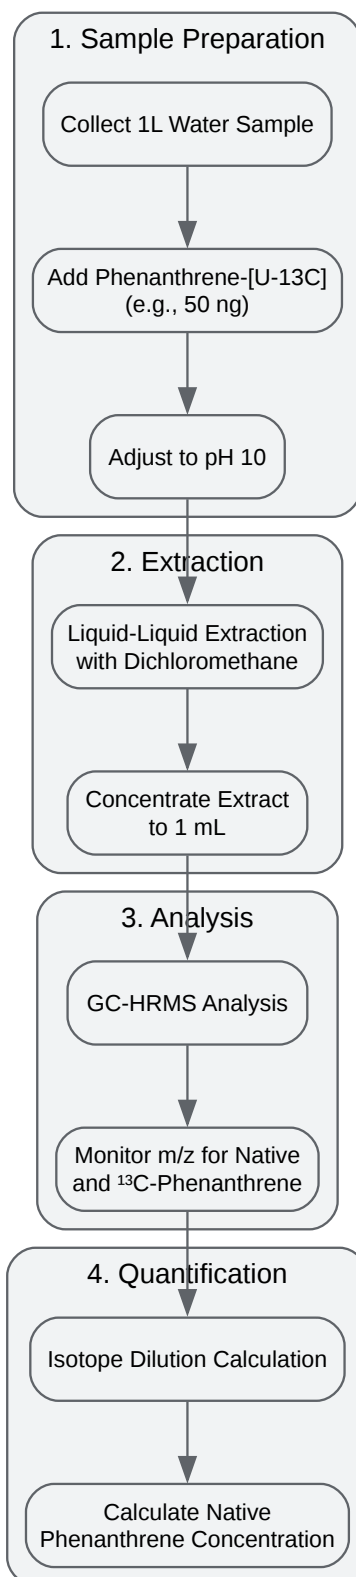 1. Sample Preparation
Collect 1L Water Sample
Add Phenanthrene-[U-13C]
(e.g., 50 ng)
Adjust to pH 10
2. Extraction
Liquid-Liquid Extraction
with Dichloromethane
Concentrate Extract
to 1 mL
3. Analysis
GC-HRMS Analysis
Monitor m/z for Native
and ¹³C-Phenanthrene
4. Quantification
Isotope Dilution Calculation
Calculate Native
Phenanthrene Concentration